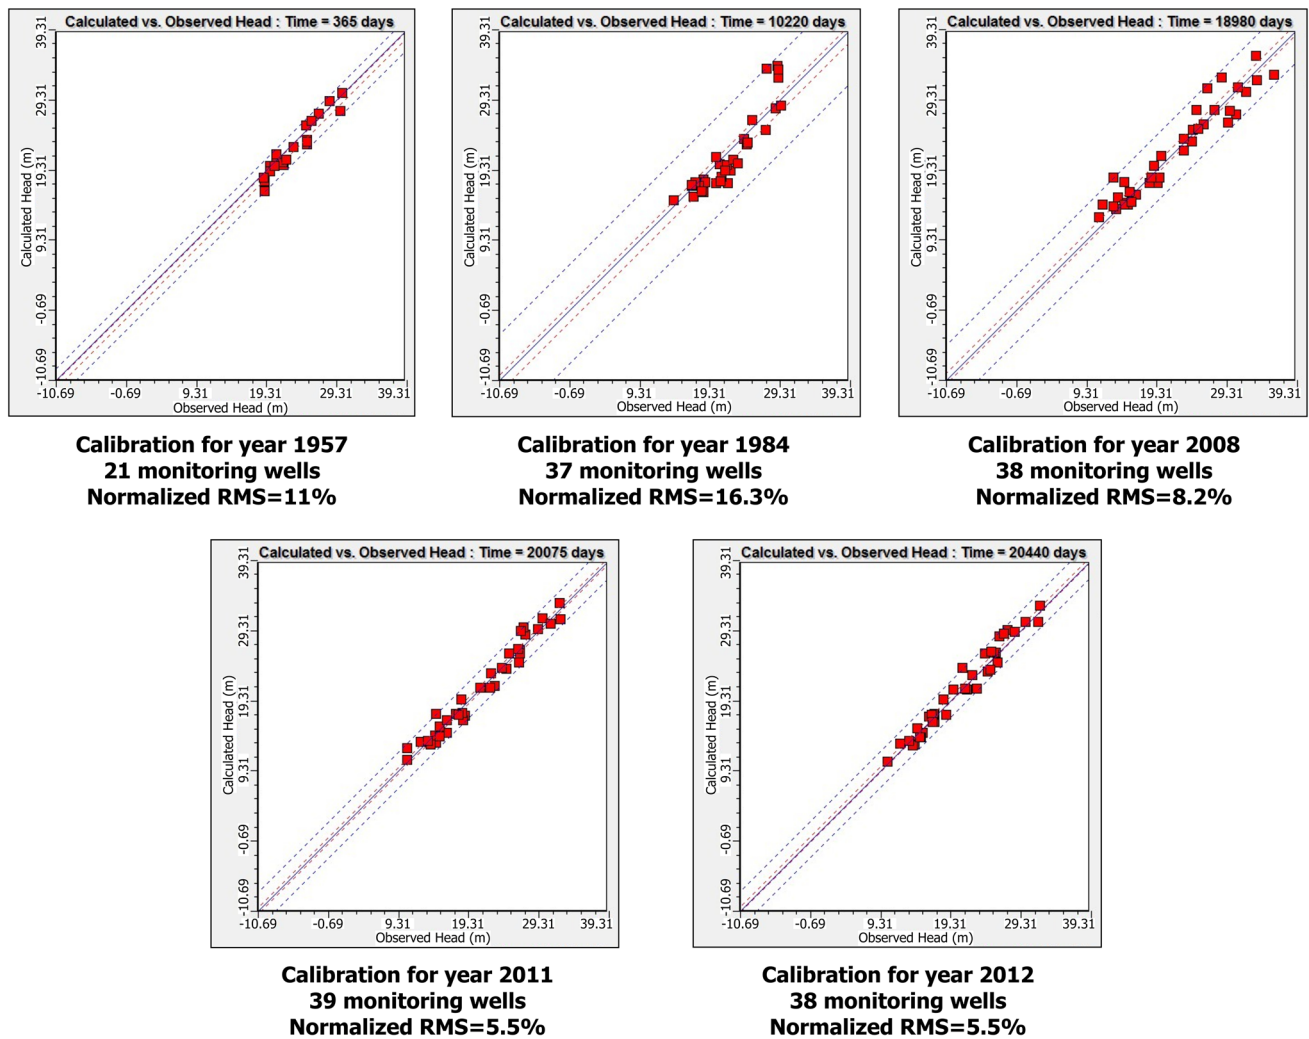 Calculated vs. Observed Head : Time = 365 days
39.31
29.31
19.31
9.31
-0.69
-10.69
Calculated Head (m)
-10.69 -0.69 9.31 19.31 29.31 39.31
Observed Head (m)
Calibration for year 1957
21 monitoring wells
Normalized RMS=11%
Calculated vs. Observed Head : Time = 10220 days
39.31
29.31
19.31
9.31
-0.69
-10.69
Calculated Head (m)
-10.69 -0.69 9.31 19.31 29.31 39.31
Observed Head (m)
Calibration for year 1984
37 monitoring wells
Normalized RMS=16.3%
Calculated vs. Observed Head : Time = 18980 days
39.31
29.31
19.31
9.31
-0.69
-10.69
Calculated Head (m)
-10.69 -0.69 9.31 19.31 29.31 39.31
Observed Head (m)
Calibration for year 2008
38 monitoring wells
Normalized RMS=8.2%
Calculated vs. Observed Head : Time = 20075 days
39.31
29.31
19.31
9.31
-0.69
-10.69
Calculated Head (m)
-10.69 -0.69 9.31 19.31 29.31 39.31
Observed Head (m)
Calibration for year 2011
39 monitoring wells
Normalized RMS=5.5%
Calculated vs. Observed Head : Time = 20440 days
39.31
29.31
19.31
9.31
-0.69
-10.69
Calculated Head (m)
-10.69 -0.69 9.31 19.31 29.31 39.31
Observed Head (m)
Calibration for year 2012
38 monitoring wells
Normalized RMS=5.5%